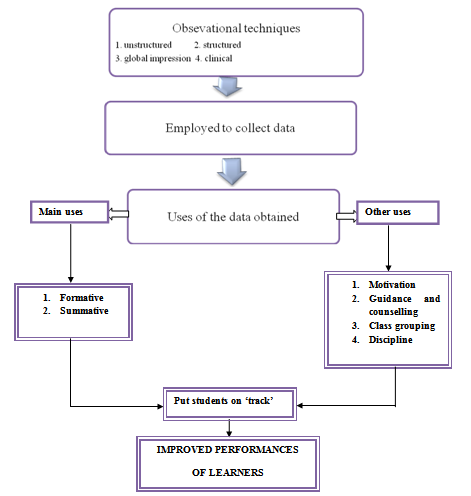 Obsevational techniques
1. unstructured 2. structured
3. global impression 4. clinical
Employed to collect data
Uses of the data obtained
Main uses
Other uses
1. Formative
2. Summative
1. Motivation
2. Guidance and
counselling
3. Class grouping
4. Discipline
Put students on ‘track’
IMPROVED PERFORMANCES
OF LEARNERS